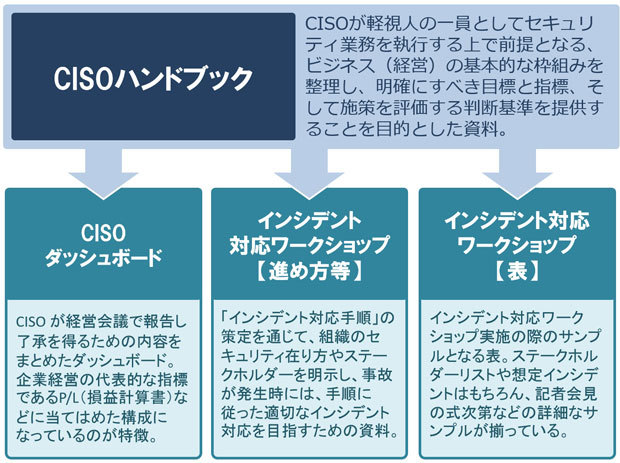 CISOハンドブック
CISOが軽視人の一員としてセキュリ
ティ業務を執行する上で前提となる、
ビジネス（経営）の基本的な枠組みを
整理し、明確にすべき目標と指標、そ
して施策を評価する判断基準を提供す
ることを目的とした資料。
CISO
ダッシュボード
CISO が経営会議で報告し
了承を得るための内容を
まとめたダッシュボード。
企業経営の代表的な指標
であるP/L（損益計算書）な
どに当てはめた構成に
なっているのが特徴。
インシデント
対応ワークショップ
【進め方等】
「インシデント対応手順」の
策定を通じて、組織のセ
キュリティ在り方やステー
クホルダーを明示し、事故
が発生時には、手順に
従った適切なインシデント
対応を目指すための資料。
インシデント対応
ワークショップ
【表】
インシデント対応ワーク
ショップ実施の際のサンプ
ルとなる表。ステークホル
ダーリストや想定インシ
デントはもちろん、記者会見
の式次第などの詳細なサ
ンプルが揃っている。